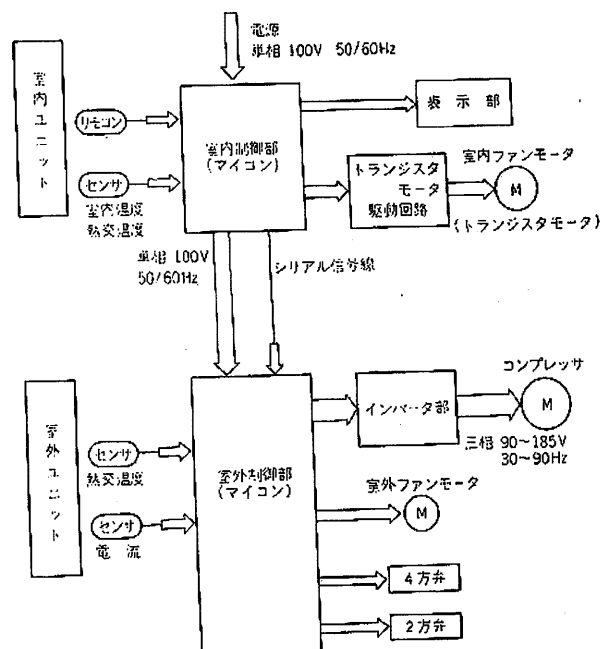 電源
単相 100V 50/60Hz
室内ユニット
リモコン
センサ
室内温度
熱交温度
室内制御部
(マイコン)
表示部
トランジスタ
モータ
駆動回路
室内ファンモータ
M
(トランジスタモータ)
単相 100V
50/60Hz
シリアル信号線
室外ユニット
センサ
熱交温度
センサ
電流
室外制御部
(マイコン)
インバータ部
コンプレッサ
M
三相 90～185V
30～90Hz
室外ファンモータ
M
4方弁
2方弁